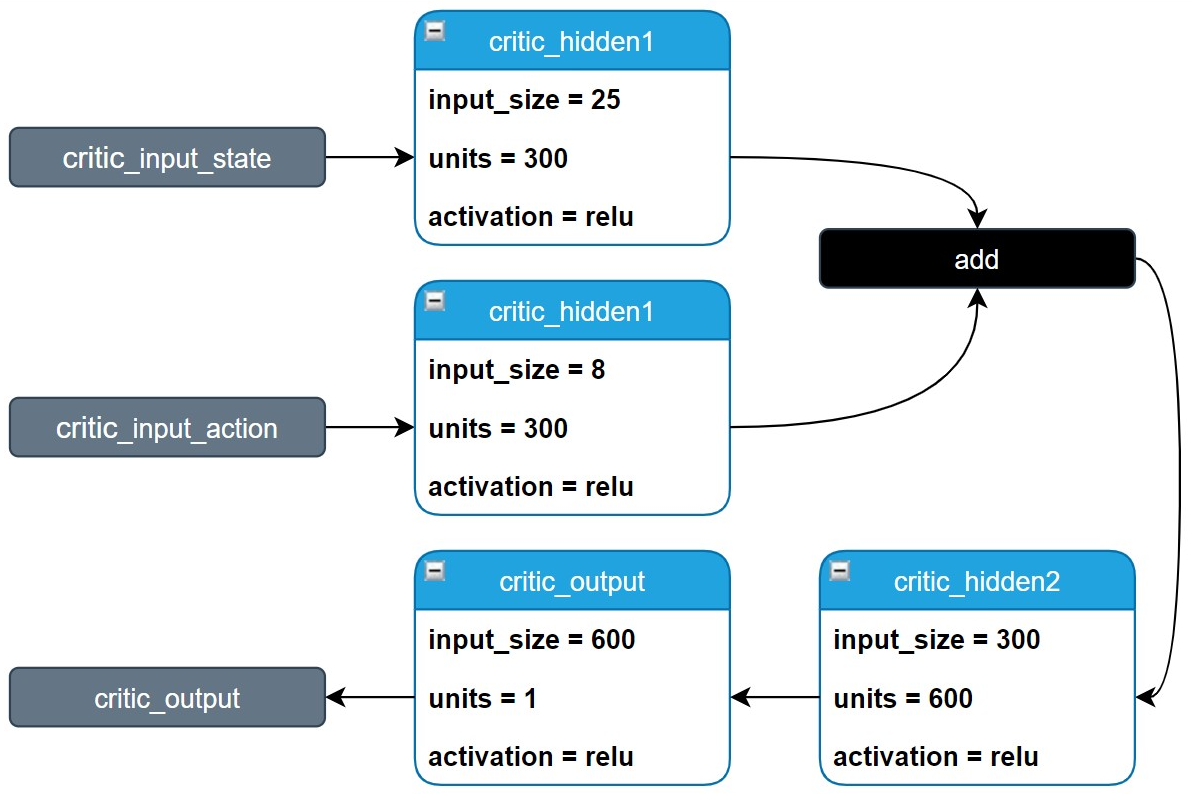 critic_input_state
critic_hidden1
input_size = 25
units = 300
activation = relu
add
critic_input_action
critic_hidden1
input_size = 8
units = 300
activation = relu
critic_hidden2
input_size = 300
units = 600
activation = relu
critic_output
input_size = 600
units = 1
activation = relu
critic_output